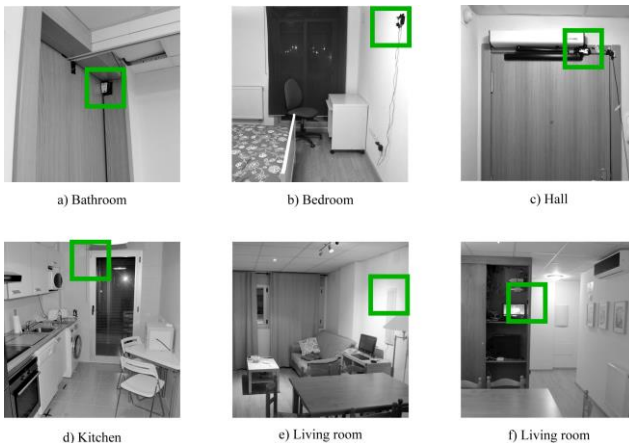 a) Bathroom
b) Bedroom
c) Hall
d) Kitchen
e) Living room
f) Living room